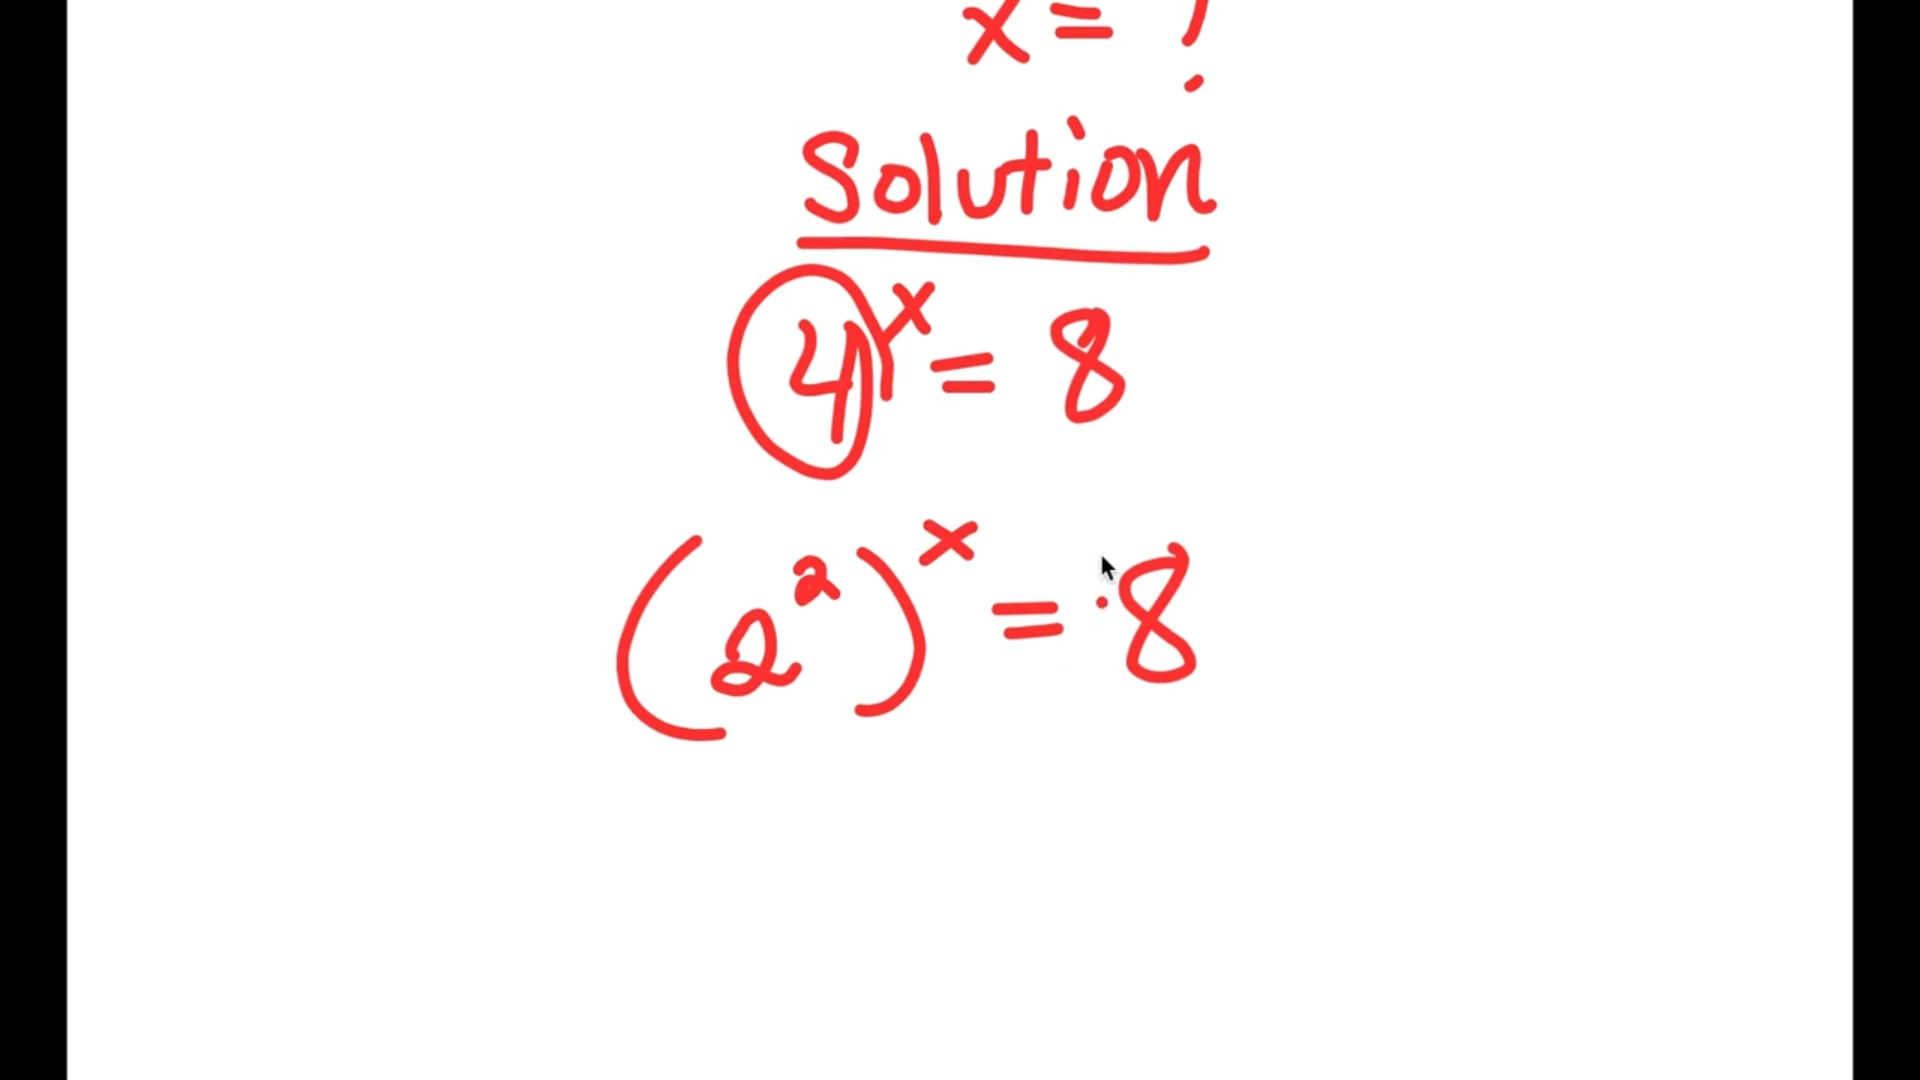 x = ?
Solution
4^x = 8
(2^2)^x = 8